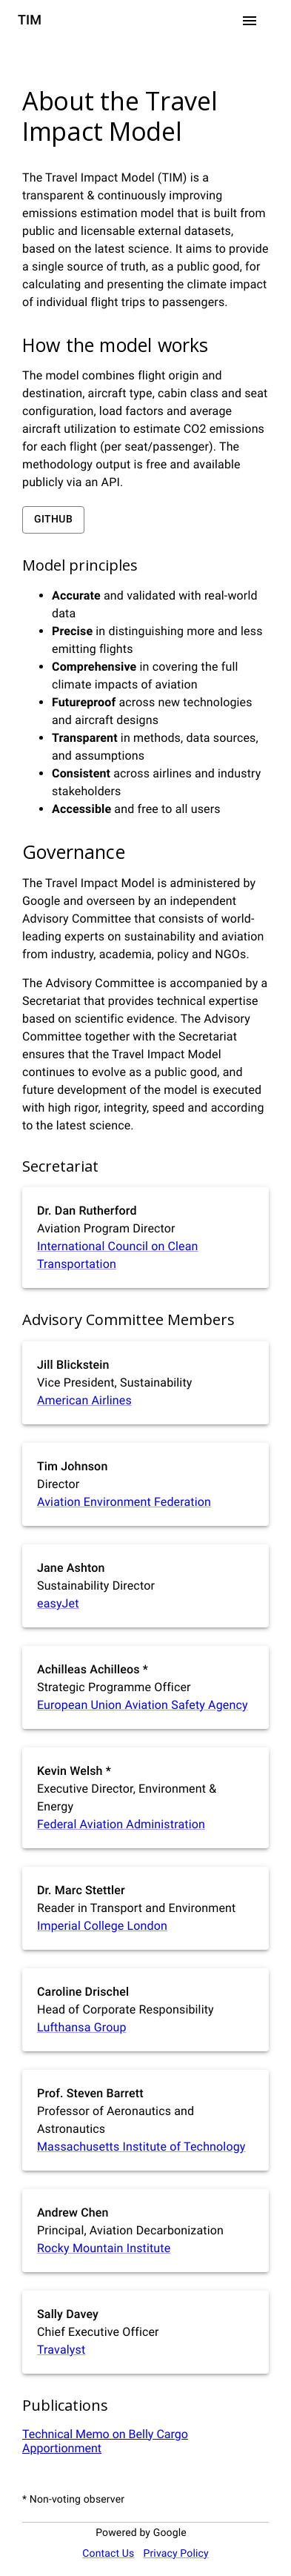 TIM
About the Travel
Impact Model
The Travel Impact Model (TIM) is a
transparent & continuously improving
emissions estimation model that is built from
public and licensable external datasets,
based on the latest science. It aims to provide
a single source of truth, as a public good, for
calculating and presenting the climate impact
of individual flight trips to passengers.
How the model works
The model combines flight origin and
destination, aircraft type, cabin class and seat
configuration, load factors and average
aircraft utilization to estimate CO2 emissions
for each flight (per seat/passenger). The
methodology output is free and available
publicly via an API.
GITHUB
Model principles
• Accurate and validated with real-world
data
• Precise in distinguishing more and less
emitting flights
• Comprehensive in covering the full
climate impacts of aviation
• Futureproof across new technologies
and aircraft designs
• Transparent in methods, data sources,
and assumptions
• Consistent across airlines and industry
stakeholders
• Accessible and free to all users
Governance
The Travel Impact Model is administered by
Google and overseen by an independent
Advisory Committee that consists of world-
leading experts on sustainability and aviation
from industry, academia, policy and NGOs.
The Advisory Committee is accompanied by a
Secretariat that provides technical expertise
based on scientific evidence. The Advisory
Committee together with the Secretariat
ensures that the Travel Impact Model
continues to evolve as a public good, and
future development of the model is executed
with high rigor, integrity, speed and according
to the latest science.
Secretariat
Dr. Dan Rutherford
Aviation Program Director
International Council on Clean
Transportation
Advisory Committee Members
Jill Blickstein
Vice President, Sustainability
American Airlines
Tim Johnson
Director
Aviation Environment Federation
Jane Ashton
Sustainability Director
easyJet
Achilleas Achilleos *
Strategic Programme Officer
European Union Aviation Safety Agency
Kevin Welsh *
Executive Director, Environment &
Energy
Federal Aviation Administration
Dr. Marc Stettler
Reader in Transport and Environment
Imperial College London
Caroline Drischel
Head of Corporate Responsibility
Lufthansa Group
Prof. Steven Barrett
Professor of Aeronautics and
Astronautics
Massachusetts Institute of Technology
Andrew Chen
Principal, Aviation Decarbonization
Rocky Mountain Institute
Sally Davey
Chief Executive Officer
Travalyst
Publications
Technical Memo on Belly Cargo
Apportionment
* Non-voting observer
Powered by Google
Contact Us Privacy Policy